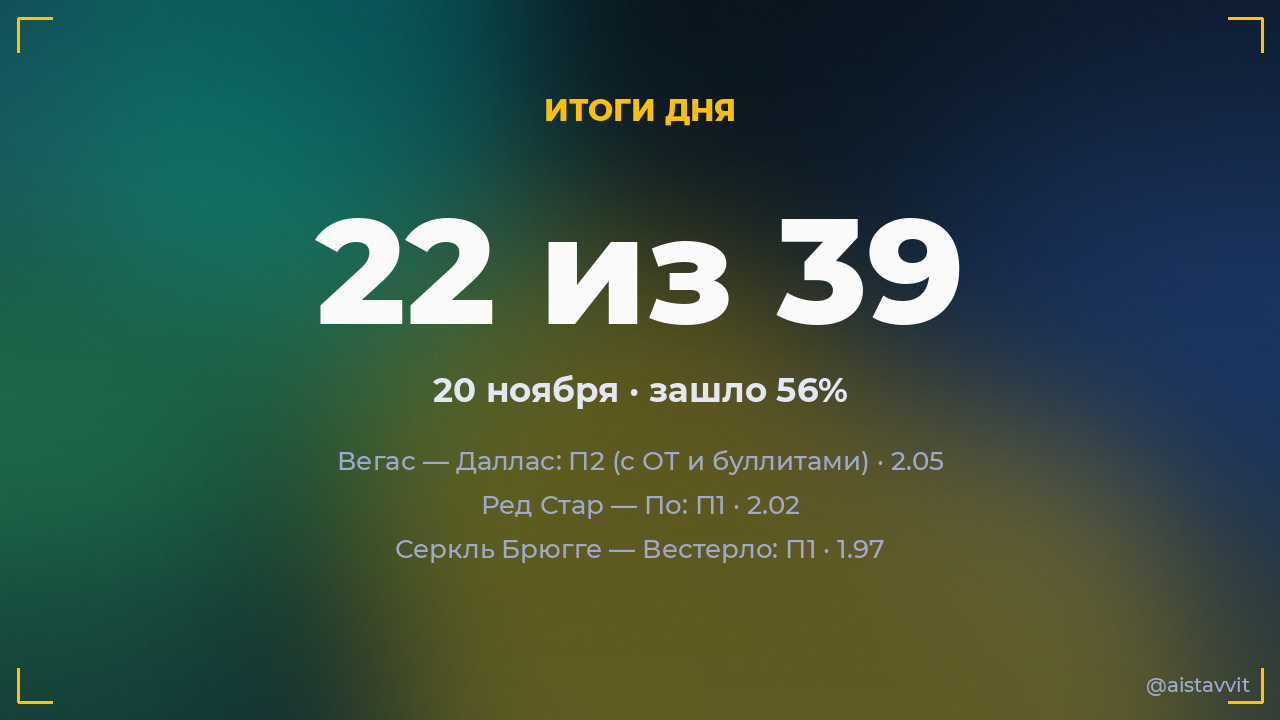 ИТОГИ ДНЯ
22 из 39
20 ноября · зашло 56%
Вегас — Даллас: П2 (с ОТ и буллитами) · 2.05
Ред Стар — По: П1 · 2.02
Серкль Брюгге — Вестерло: П1 · 1.97
@aistavvit